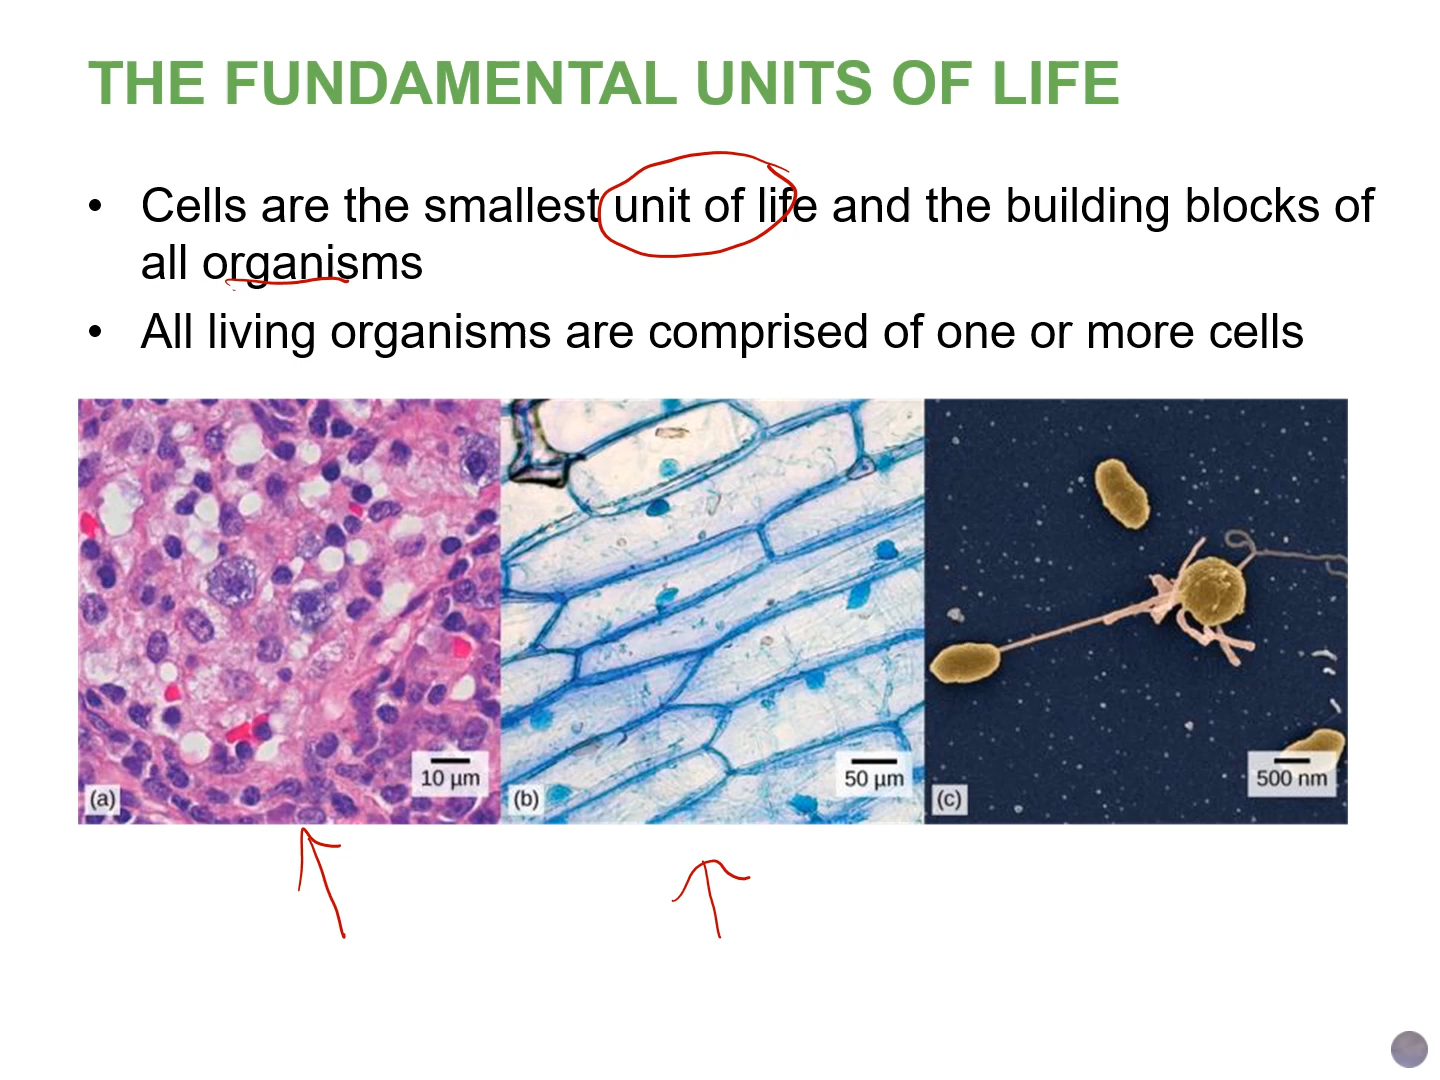 THE FUNDAMENTAL UNITS OF LIFE
• Cells are the smallest unit of life and the building blocks of
all organisms
• All living organisms are comprised of one or more cells
(a)
10 µm
(b)
50 µm
(c)
500 nm